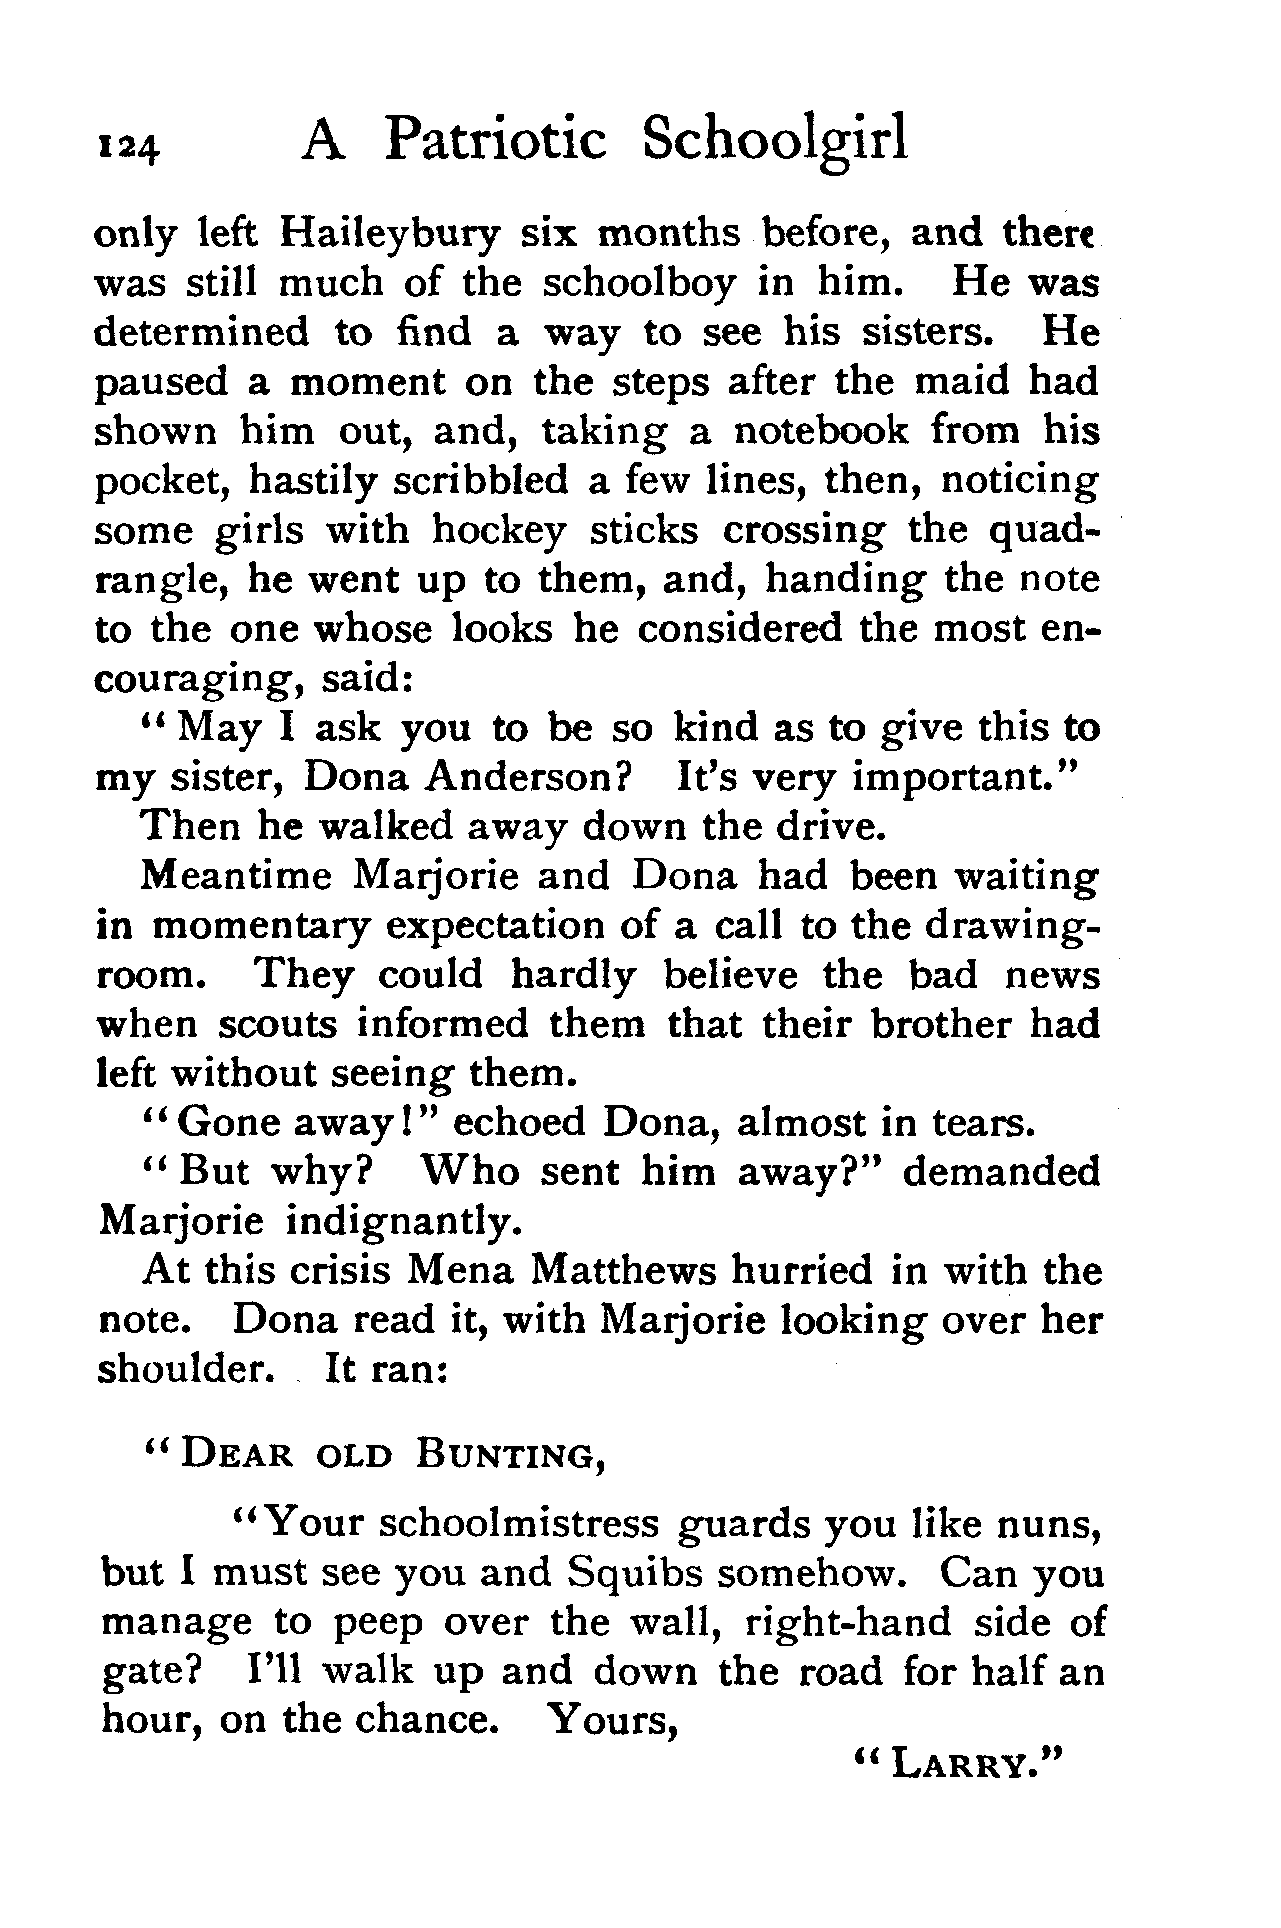 124 A Patriotic Schoolgirl
only left Haileybury six months before, and there
was still much of the schoolboy in him. He was
determined to find a way to see his sisters. He
paused a moment on the steps after the maid had
shown him out, and, taking a notebook from his
pocket, hastily scribbled a few lines, then, noticing
some girls with hockey sticks crossing the quad-
rangle, he went up to them, and, handing the note
to the one whose looks he considered the most en-
couraging, said:
"May I ask you to be so kind as to give this to
my sister, Dona Anderson? It's very important."
Then he walked away down the drive.
Meantime Marjorie and Dona had been waiting
in momentary expectation of a call to the drawing-
room. They could hardly believe the bad news
when scouts informed them that their brother had
left without seeing them.
"Gone away!" echoed Dona, almost in tears.
"But why? Who sent him away?" demanded
Marjorie indignantly.
At this crisis Mena Matthews hurried in with the
note. Dona read it, with Marjorie looking over her
shoulder. It ran:
"DEAR OLD BUNTING,
"Your schoolmistress guards you like nuns,
but I must see you and Squibs somehow. Can you
manage to peep over the wall, right-hand side of
gate? I'll walk up and down the road for half an
hour, on the chance. Yours,
"LARRY."